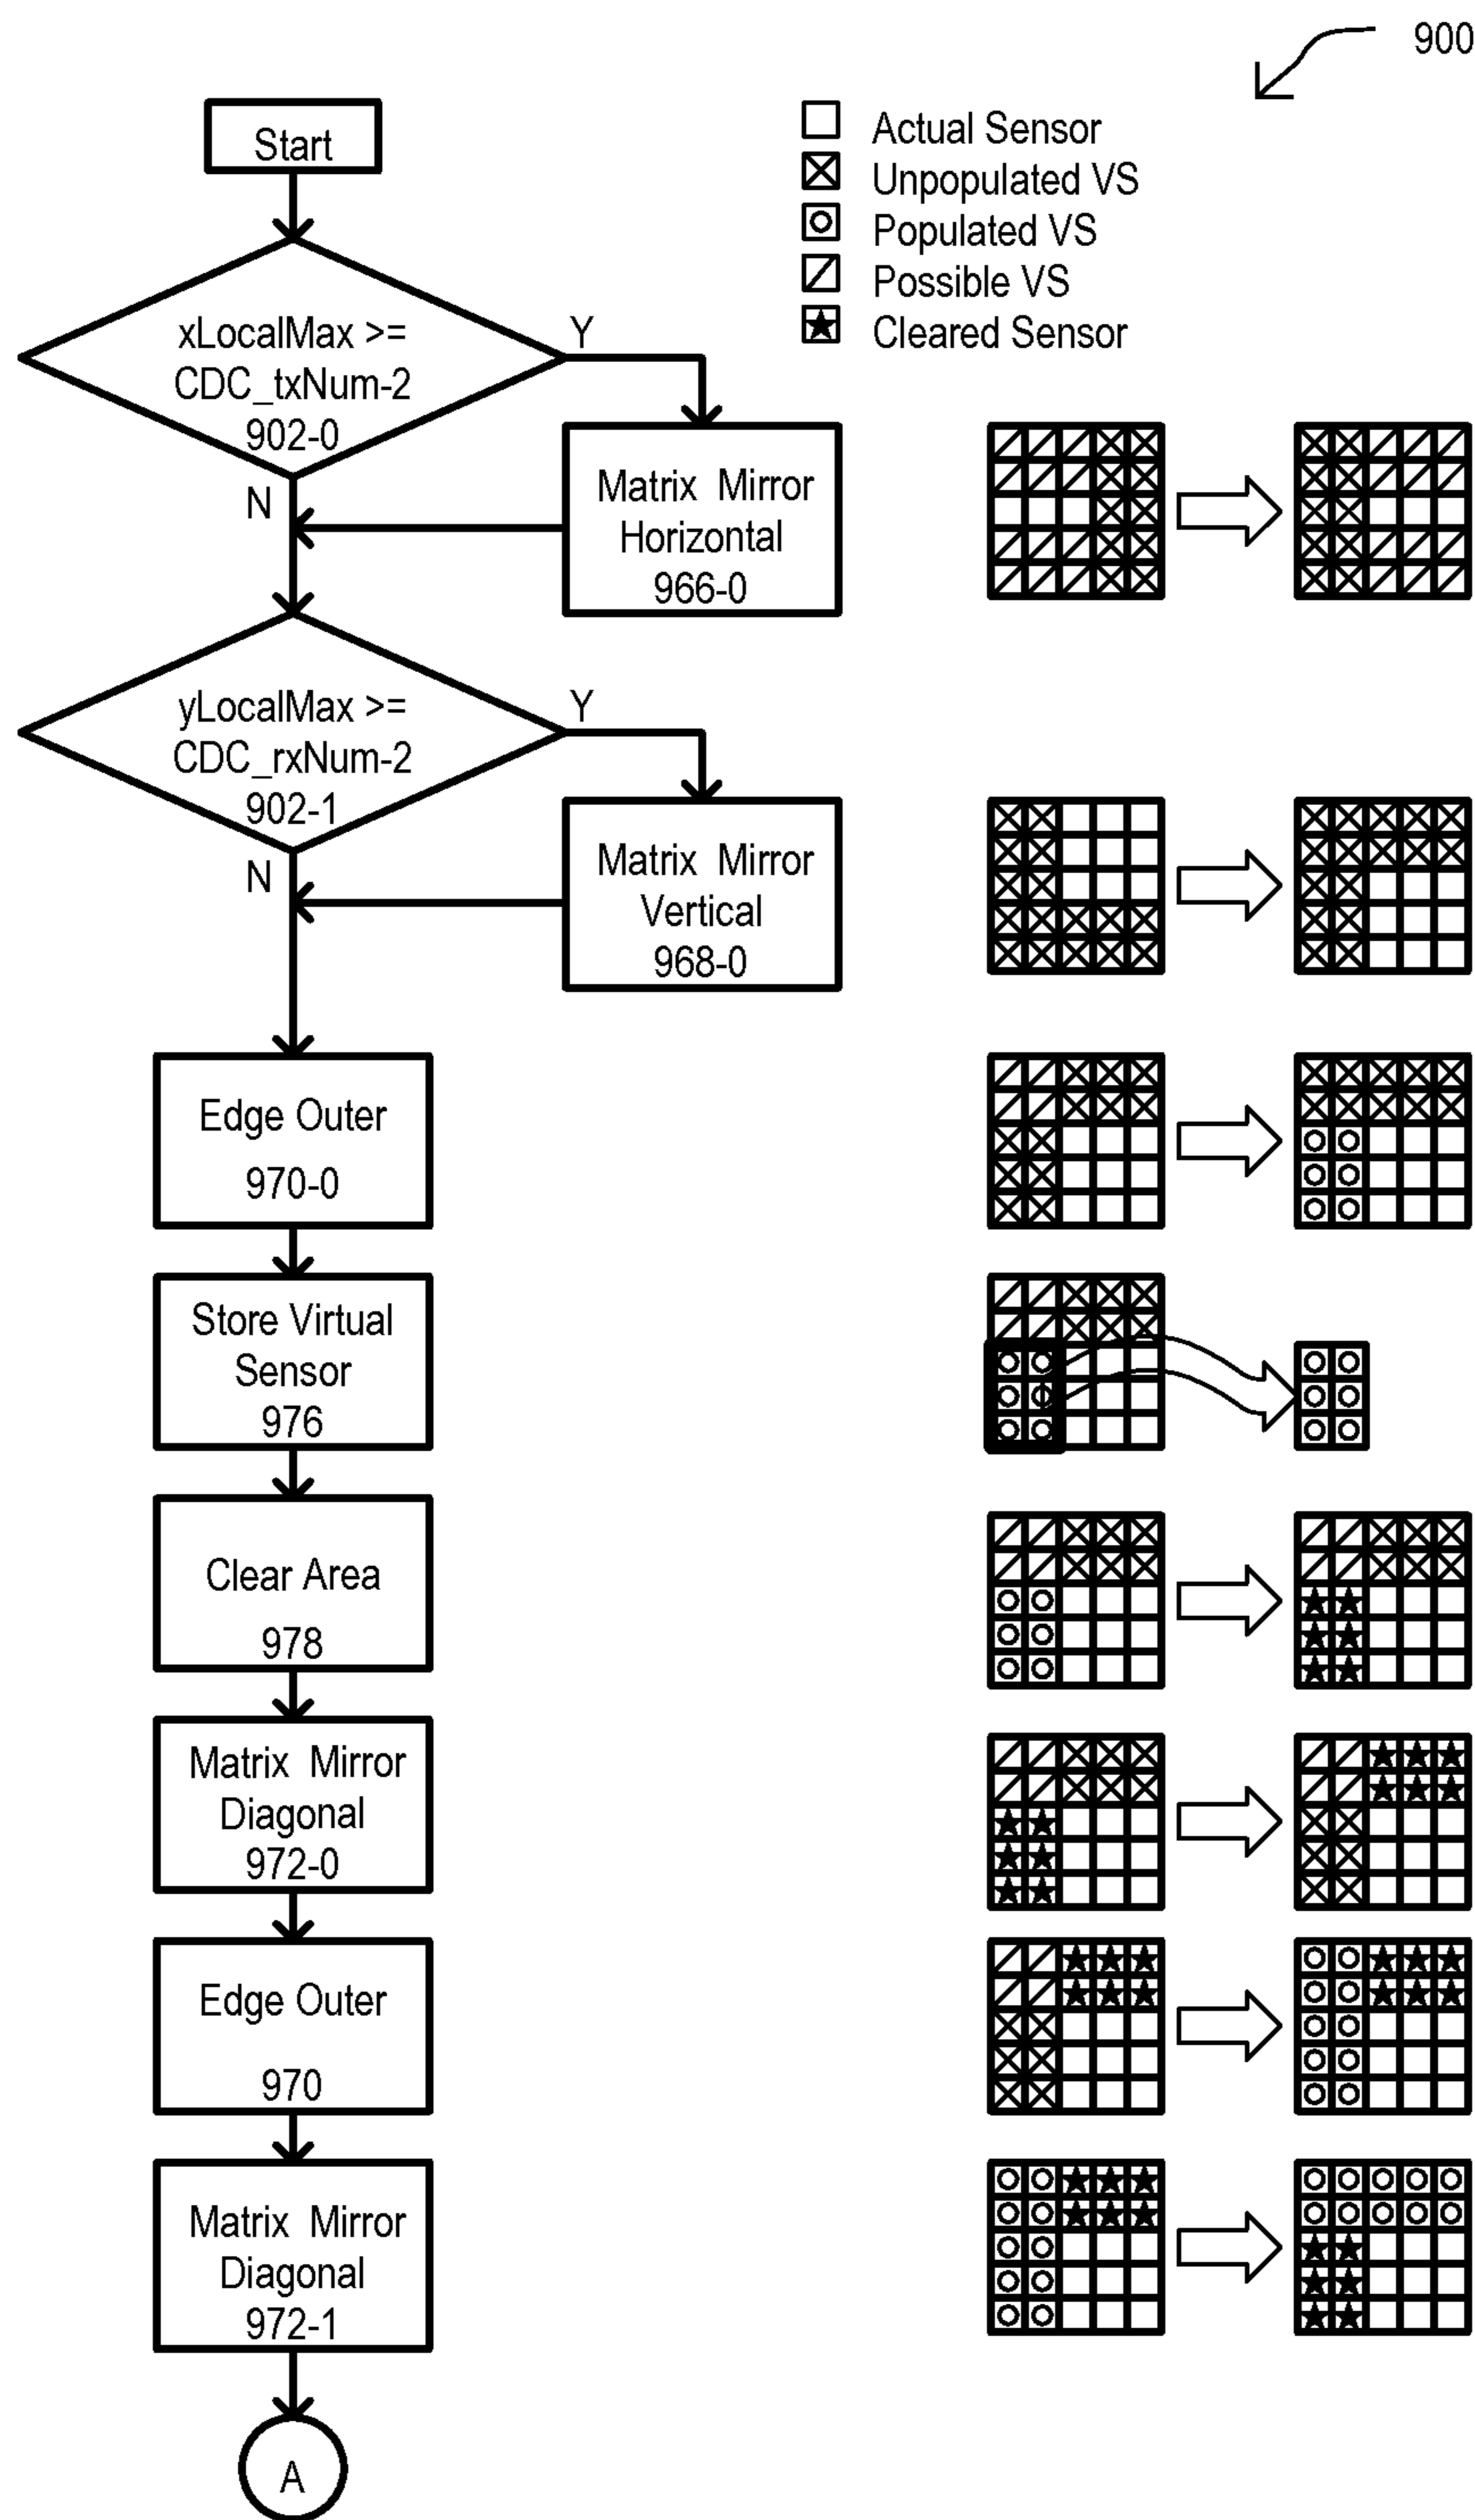 900
Start
Actual Sensor
Unpopulated VS
Populated VS
Possible VS
Cleared Sensor
xLocalMax >=
CDC_txNum-2
902-0
Y
N
Matrix Mirror
Horizontal
966-0
yLocalMax >=
CDC_rxNum-2
902-1
Y
N
Matrix Mirror
Vertical
968-0
Edge Outer
970-0
Store Virtual
Sensor
976
Clear Area
978
Matrix Mirror
Diagonal
972-0
Edge Outer
970
Matrix Mirror
Diagonal
972-1
A